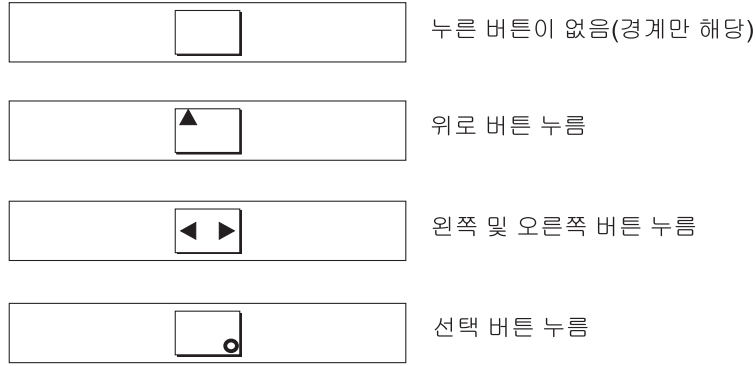 누른 버튼이 없음(경계만 해당)
위로 버튼 누름
왼쪽 및 오른쪽 버튼 누름
선택 버튼 누름